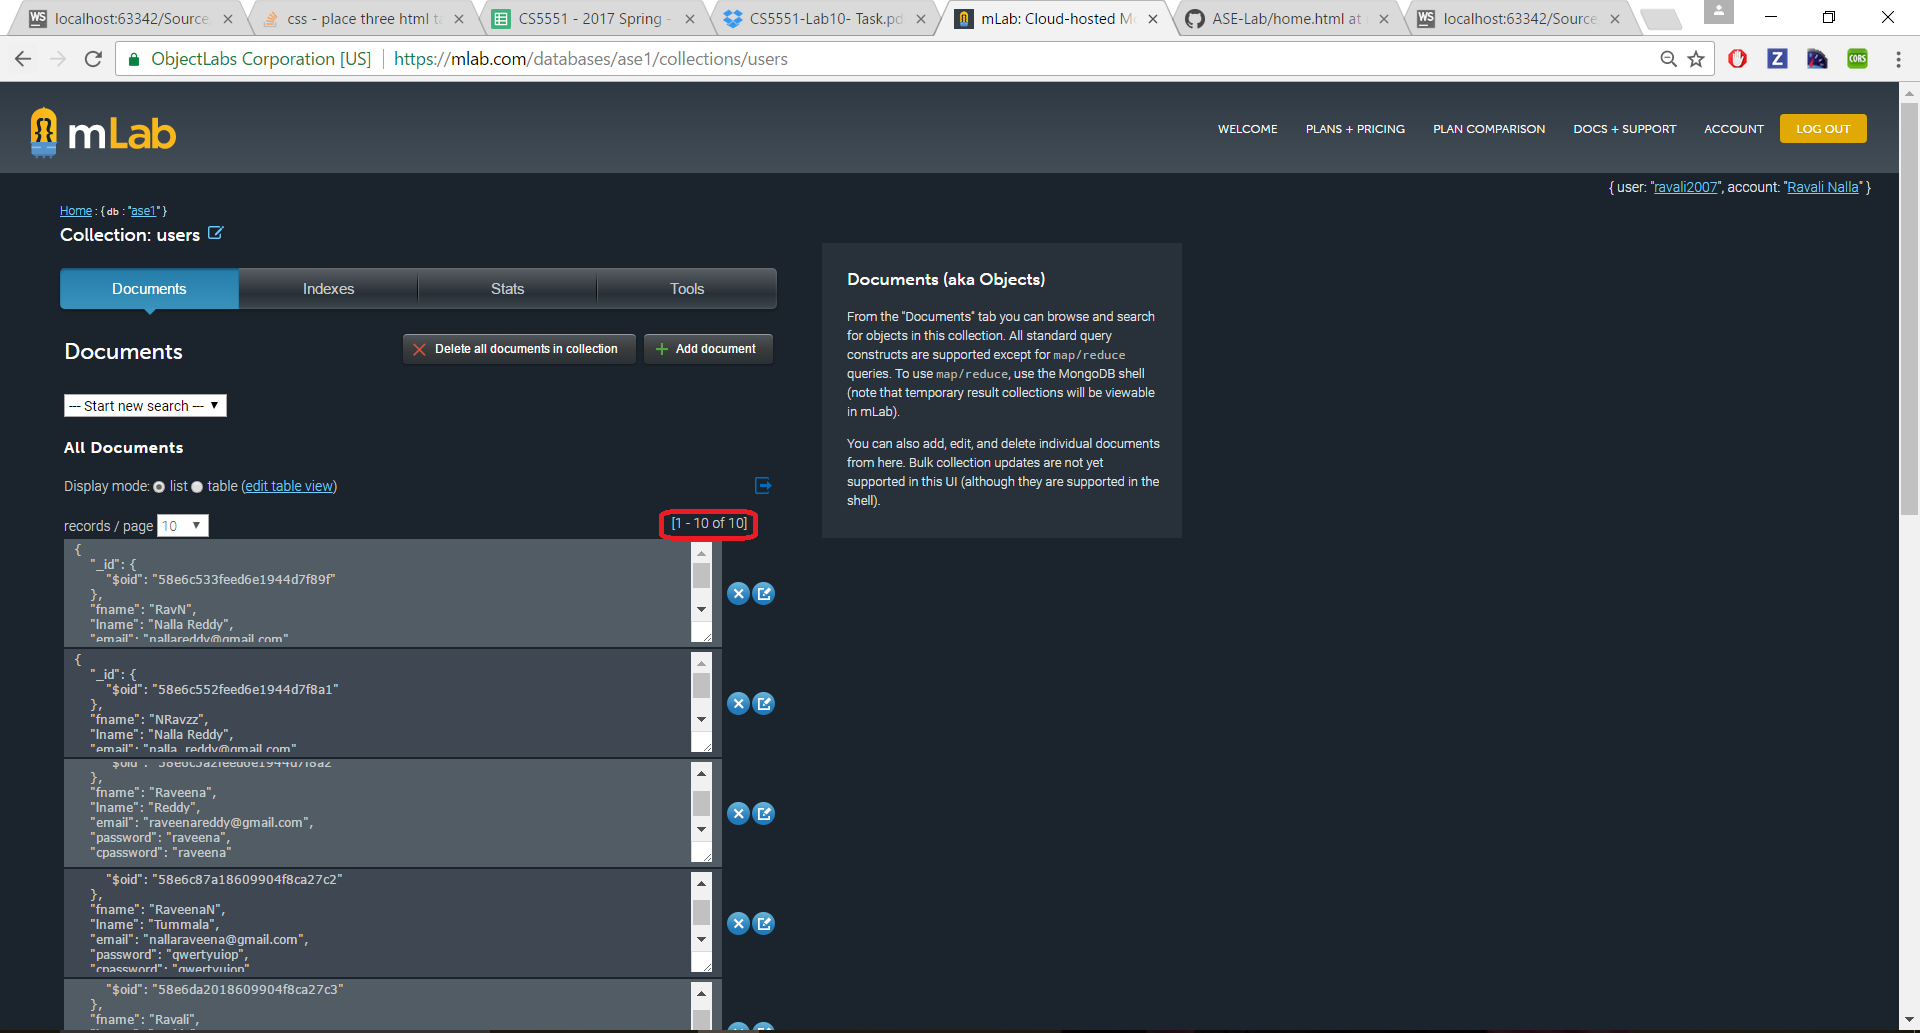 localhost:63342/Source
css - place three html ta
CS5551 - 2017 Spring -
CS5551-Lab10- Task.pd
mLab: Cloud-hosted Mo
ASE-Lab/home.html at
localhost:63342/Source
ObjectLabs Corporation [US]
https://mlab.com/databases/ase1/collections/users
mLab
WELCOME
PLANS + PRICING
PLAN COMPARISON
DOCS + SUPPORT
ACCOUNT
LOG OUT
{ user: "ravali2007", account: "Ravali Nalla" }
Home : { db : "ase1" }
Collection: users
Documents
Indexes
Stats
Tools
Documents
Delete all documents in collection
Add document
--- Start new search ---
All Documents
Display mode: list table (edit table view)
records / page 10
[1 - 10 of 10]
{
"_id": {
"$oid": "58e6c533feed6e1944d7f89f"
},
"fname": "RavN",
"lname": "Nalla Reddy",
"email": "nallareddy@gmail.com"
{
"_id": {
"$oid": "58e6c552feed6e1944d7f8a1"
},
"fname": "NRavzz",
"lname": "Nalla Reddy",
"email": "nalla_reddy@gmail.com"
"$oid": "58e6c5a2feed6e1944d7f8a2"
},
"fname": "Raveena",
"lname": "Reddy",
"email": "raveenareddy@gmail.com",
"password": "raveena",
"cpassword": "raveena"
"$oid": "58e6c87a18609904f8ca27c2"
},
"fname": "RaveenaN",
"lname": "Tummala",
"email": "nallaraveena@gmail.com",
"password": "qwertyuiop",
"cpassword": "qwertyuiop"
"$oid": "58e6da2018609904f8ca27c3"
},
"fname": "Ravali",
Documents (aka Objects)
From the "Documents" tab you can browse and search
for objects in this collection. All standard query
constructs are supported except for map/reduce
queries. To use map/reduce, use the MongoDB shell
(note that temporary result collections will be viewable
in mLab).
You can also add, edit, and delete individual documents
from here. Bulk collection updates are not yet
supported in this UI (although they are supported in the
shell).